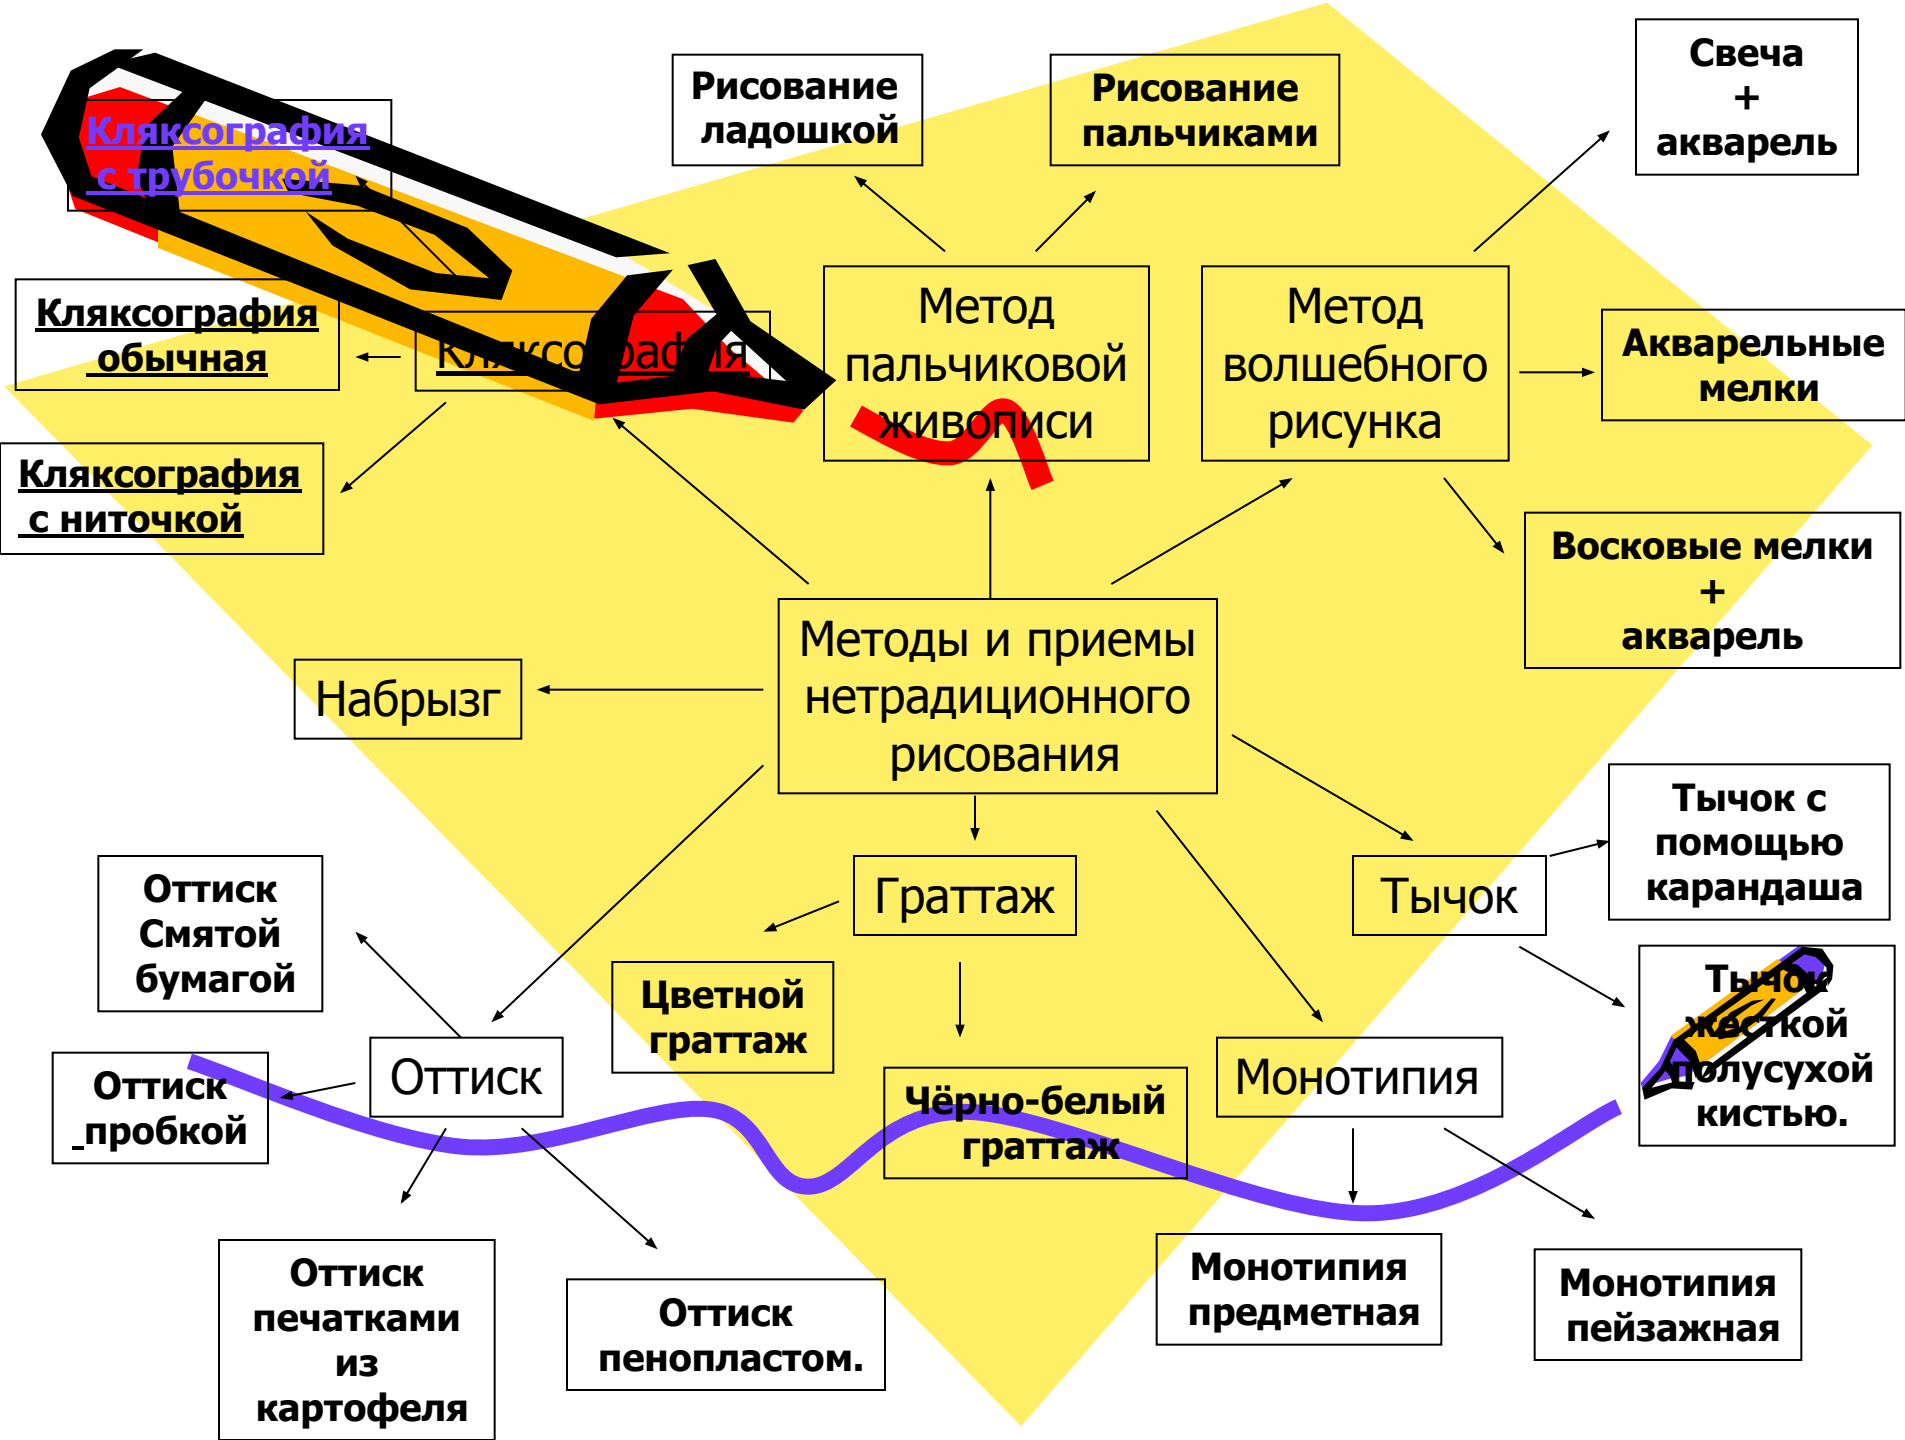 Рисование
ладошкой
Рисование
пальчиками
Свеча
+
акварель
Кляксография
с трубочкой
Кляксография
обычная
Кляксография
Кляксография
с ниточкой
Метод
пальчиковой
живописи
Метод
волшебного
рисунка
Акварельные
мелки
Восковые мелки
+
акварель
Методы и приемы
нетрадиционного
рисования
Набрызг
Тычок с
помощью
карандаша
Тычок
Граттаж
Оттиск
Смятой
бумагой
Цветной
граттаж
Тычок
жёсткой
полусухой
кистью.
Оттиск
Монотипия
Оттиск
пробкой
Чёрно-белый
граттаж
Оттиск
печатками
из
картофеля
Оттиск
пенопластом.
Монотипия
предметная
Монотипия
пейзажная